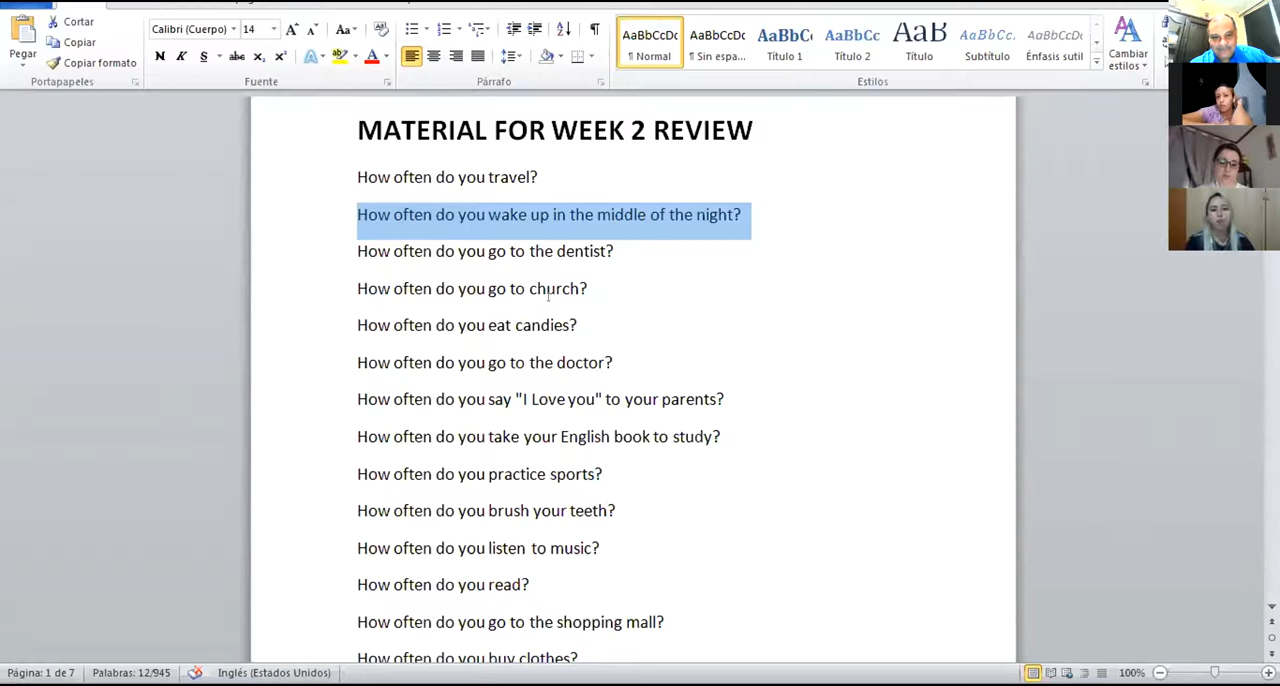 Cortar
Calibri (Cuerpo) 14
Aa
AaBbCcDc AaBbCcDc AaBbC AaBbCc AaB AaBbCc. AaBbCcDc
Copiar
Pegar
Copiar formato
N K S abc x₂ x²
¶ Normal ¶ Sin espa... Título 1 Título 2 Título Subtítulo Énfasis sutil
Cambiar
estilos
Portapapeles Fuente Párrafo Estilos
MATERIAL FOR WEEK 2 REVIEW
How often do you travel?
How often do you wake up in the middle of the night?
How often do you go to the dentist?
How often do you go to church?
How often do you eat candies?
How often do you go to the doctor?
How often do you say "I Love you" to your parents?
How often do you take your English book to study?
How often do you practice sports?
How often do you brush your teeth?
How often do you listen to music?
How often do you read?
How often do you go to the shopping mall?
How often do you buy clothes?
Página: 1 de 7 Palabras: 12/945 Inglés (Estados Unidos) 100%